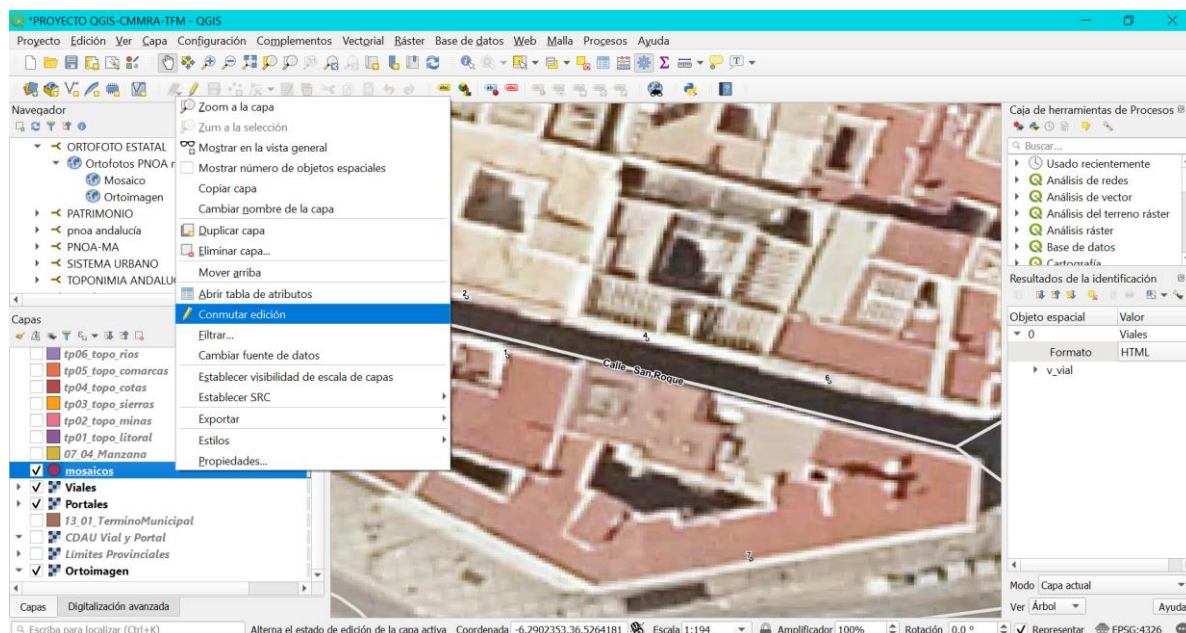 *PROYECTO QGIS-CMMRA-TFM - QGIS
Proyecto Edición Ver Capa Configuración Complementos Vectorial Ráster Base de datos Web Malla Procesos Ayuda
Navegador
ORTOFOTO ESTATAL
Ortofotos PNOA
Mosaico
Ortoimagen
PATRIMONIO
pnoa andalucía
PNOA-MA
SISTEMA URBANO
Capas
tp06_topo_rios
tp05_topo_comarcas
tp04_topo_cotas
tp03_topo_sierras
tp02_topo_minas
tp01_topo_litoral
07_04_Manzana
mosaicos
Viales
Portales
13_01_TerminoMunicipal
CDAU Vial y Portal
Límites Provinciales
Ortoimagen
Capas Digitalización avanzada
Zoom a la capa
Zum a la selección
Mostrar en la vista general
Mostrar número de objetos espaciales
Copiar capa
Cambiar nombre de la capa
Duplicar capa
Eliminar capa...
Mover arriba
Abrir tabla de atributos
Conmutar edición
Filtrar...
Cambiar fuente de datos
Establecer visibilidad de escala de capas
Establecer SRC
Exportar
Estilos
Propiedades...
2
4
1
Calle San Roque
6
7
Caja de herramientas de Procesos
Buscar...
Usado recientemente
Análisis de redes
Análisis de vector
Análisis del terreno ráster
Análisis ráster
Base de datos
Cartografía
Resultados de la identificación
Objeto espacial Valor
0 Viales
Formato HTML
v_vial
Modo Capa actual
Ver Árbol Ayuda
Escriba para localizar (Ctrl+K) Alterna el estado de edición de la capa activa Coordenada -6.2902353,36.5264181 Escala 1:194 Amplificador 100% Rotación 0,0 ° Representar EPSG:4326